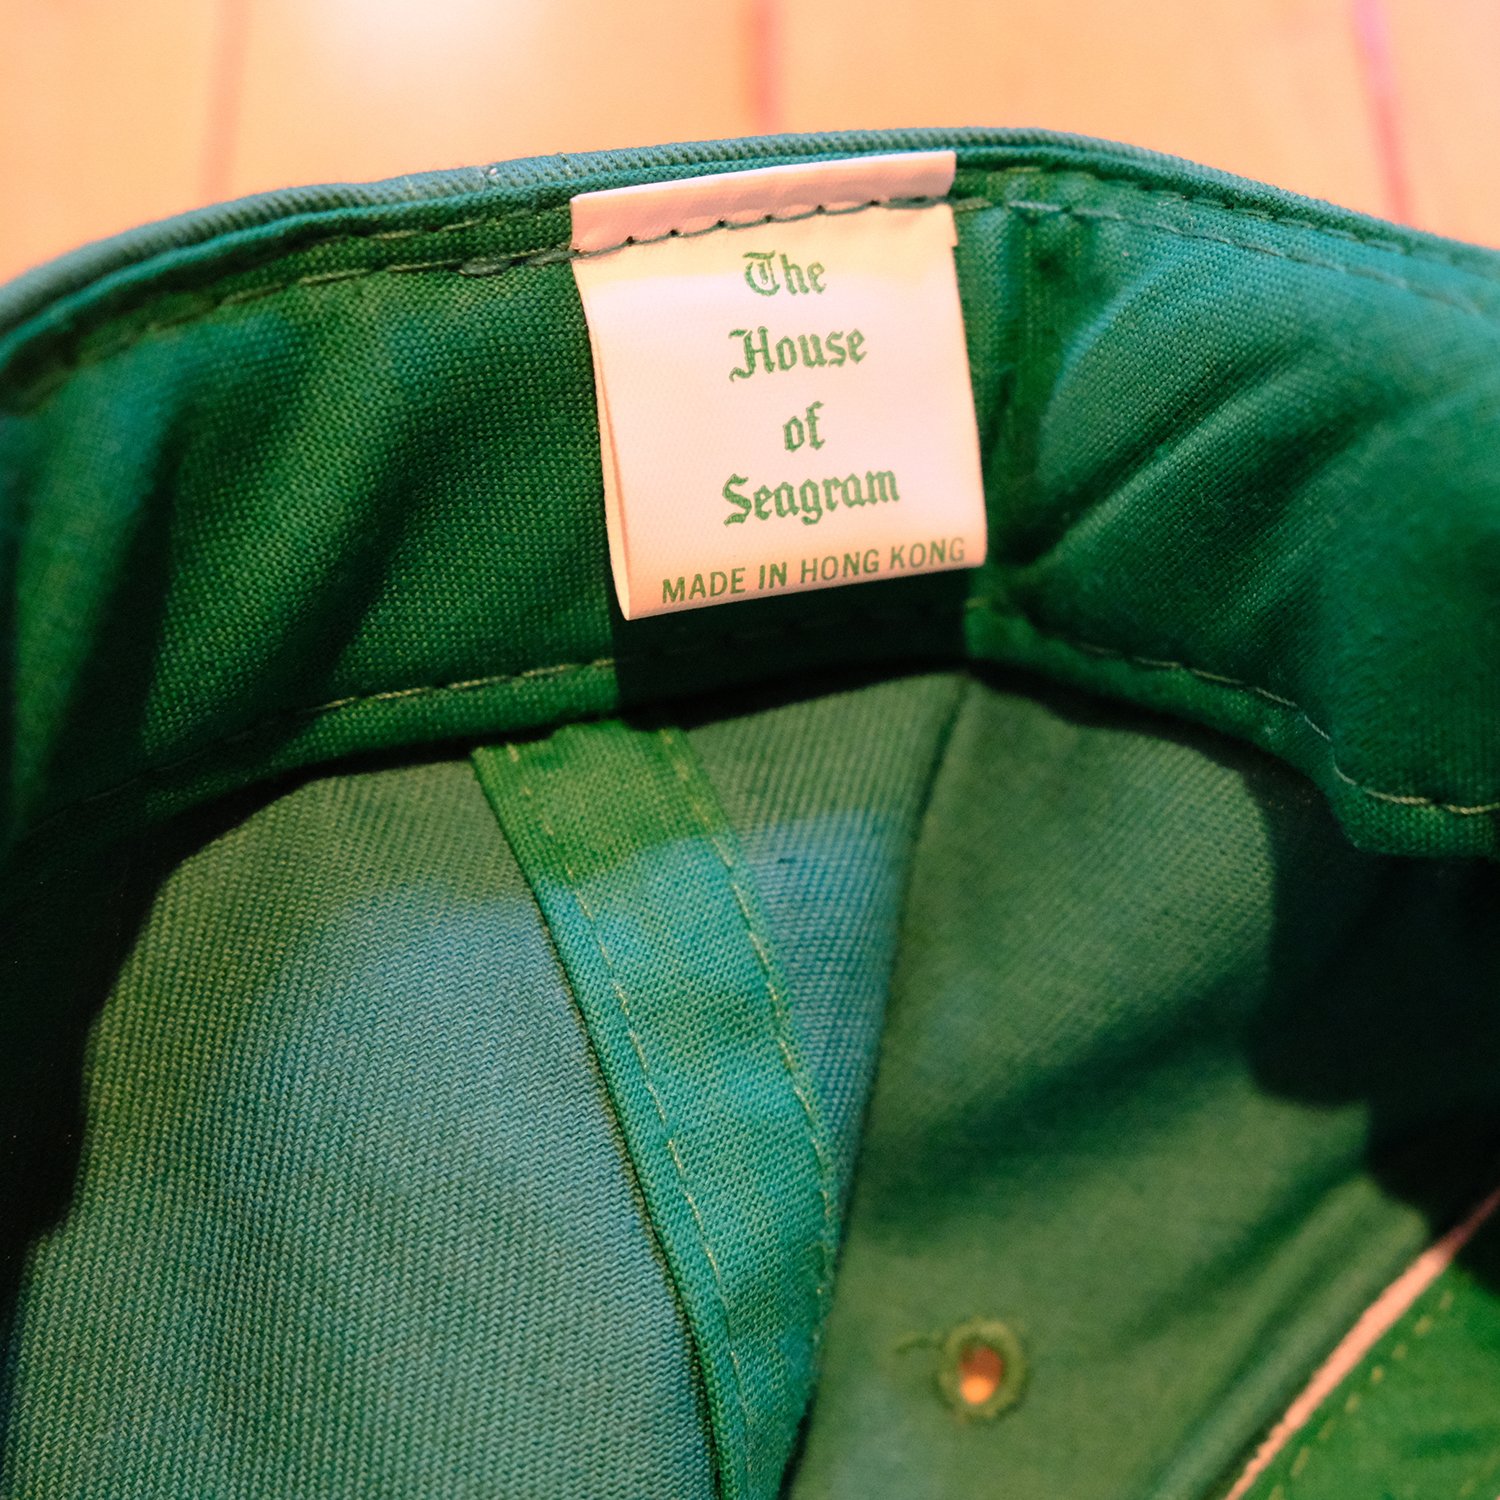 The
House
of
Seagram
MADE IN HONG KONG